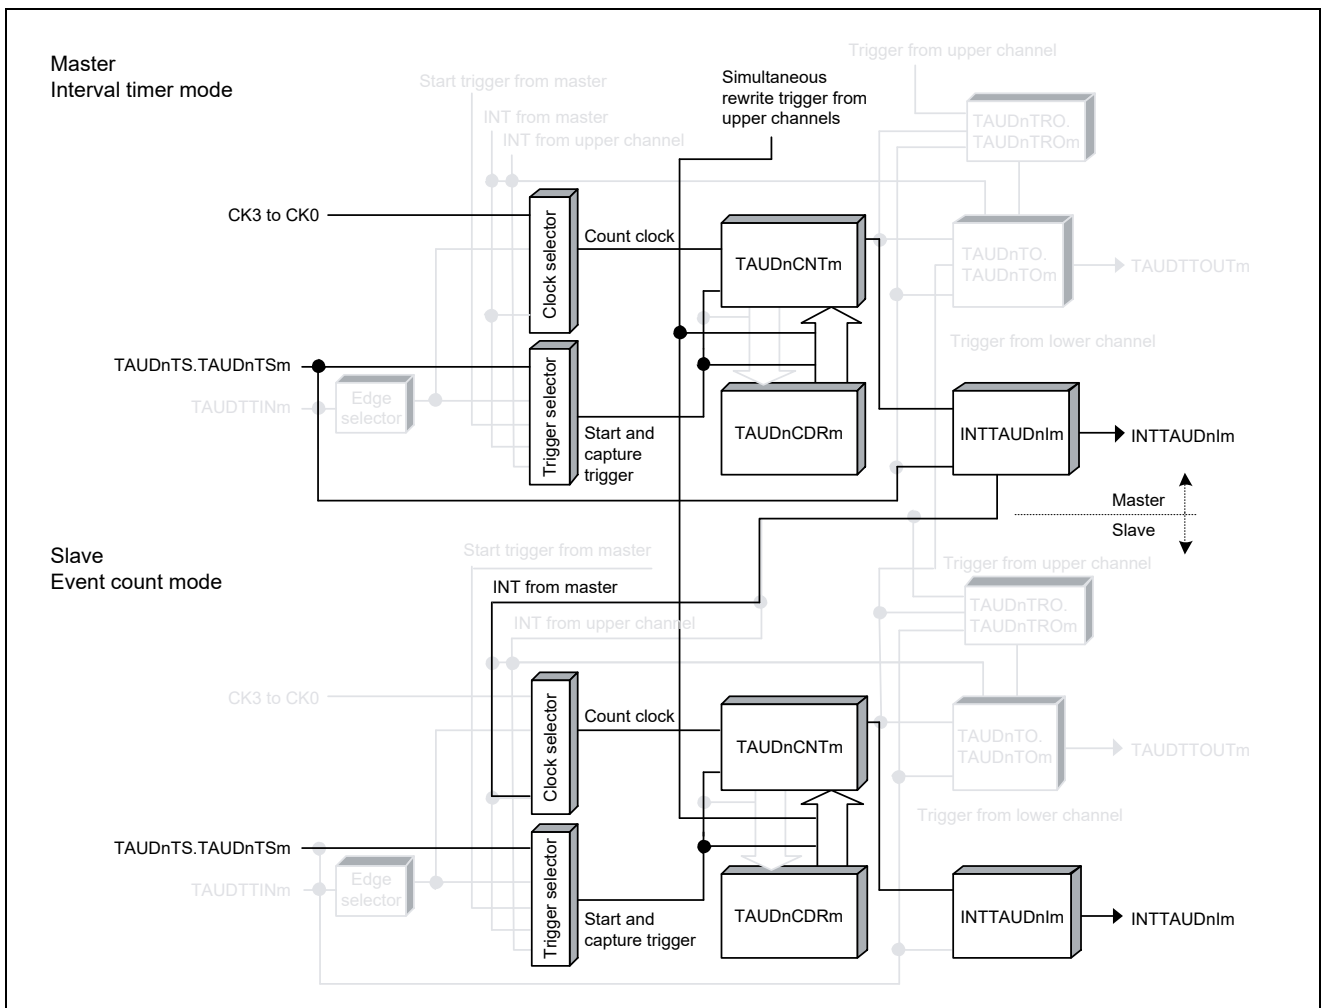 Master
Interval timer mode
Trigger from upper channel
Start trigger from master
Simultaneous
rewrite trigger from
upper channels
INT from master
INT from upper channel
TAUDnTRO.
TAUDnTROm
CK3 to CK0
Clock selector
Count clock
TAUDnCNTm
TAUDnTO.
TAUDnTOm
TAUDTTOUTm
Trigger from lower channel
TAUDnTS.TAUDnTSm
TAUDTTINm
Edge
selector
Trigger selector
Start and
capture
trigger
TAUDnCDRm
INTTAUDnIm
INTTAUDnIm
Master
Slave
Slave
Event count mode
Start trigger from master
Trigger from upper channel
INT from master
INT from upper channel
TAUDnTRO.
TAUDnTROm
CK3 to CK0
Clock selector
Count clock
TAUDnCNTm
TAUDnTO.
TAUDnTOm
TAUDTTOUTm
Trigger from lower channel
TAUDnTS.TAUDnTSm
TAUDTTINm
Edge
selector
Trigger selector
Start and
capture trigger
TAUDnCDRm
INTTAUDnIm
INTTAUDnIm